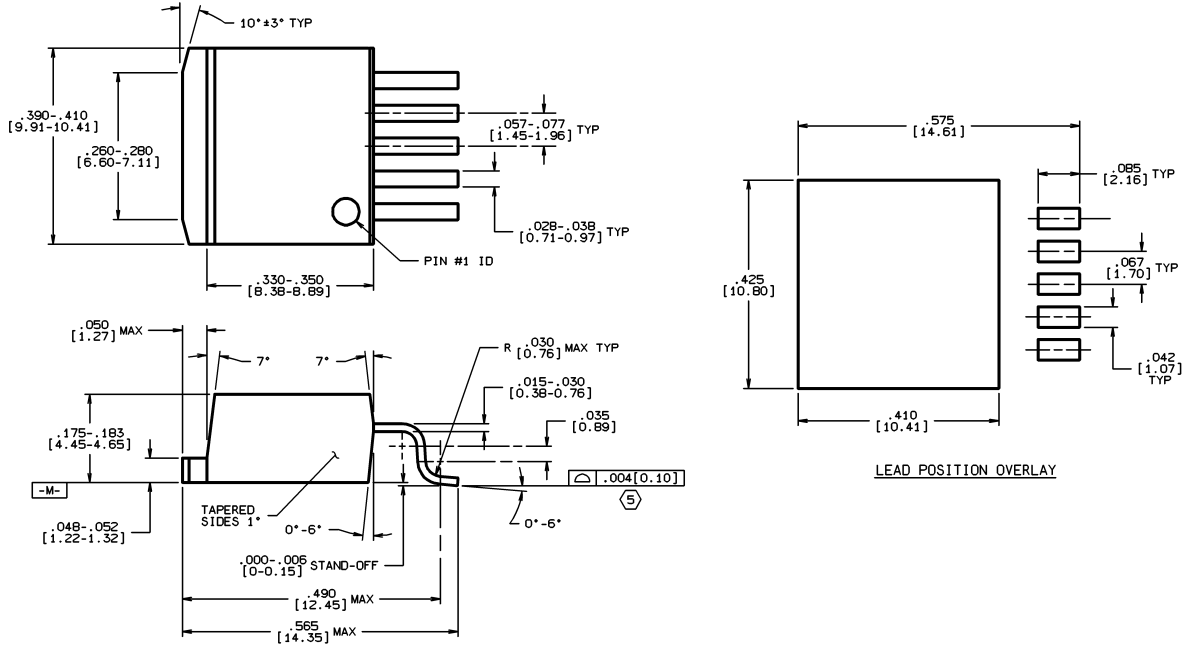 10°±3° TYP
.390-.410
[9.91-10.41]
.260-.280
[6.60-7.11]
.057-.077
[1.45-1.96] TYP
.028-.038
[0.71-0.97] TYP
PIN #1 ID
.330-.350
[8.38-8.89]
.050
[1.27] MAX
7°
7°
R .030
[0.76] MAX TYP
.015-.030
[0.38-0.76]
.035
[0.89]
.175-.183
[4.45-4.65]
-M-
.004[0.10]
5
TAPERED
SIDES 1°
0°-6°
0°-6°
.048-.052
[1.22-1.32]
.000-.006
[0-0.15] STAND-OFF
.490
[12.45] MAX
.565
[14.35] MAX
.575
[14.61]
.085
[2.16] TYP
.067
[1.70] TYP
.425
[10.80]
.042
[1.07]
TYP
.410
[10.41]
LEAD POSITION OVERLAY